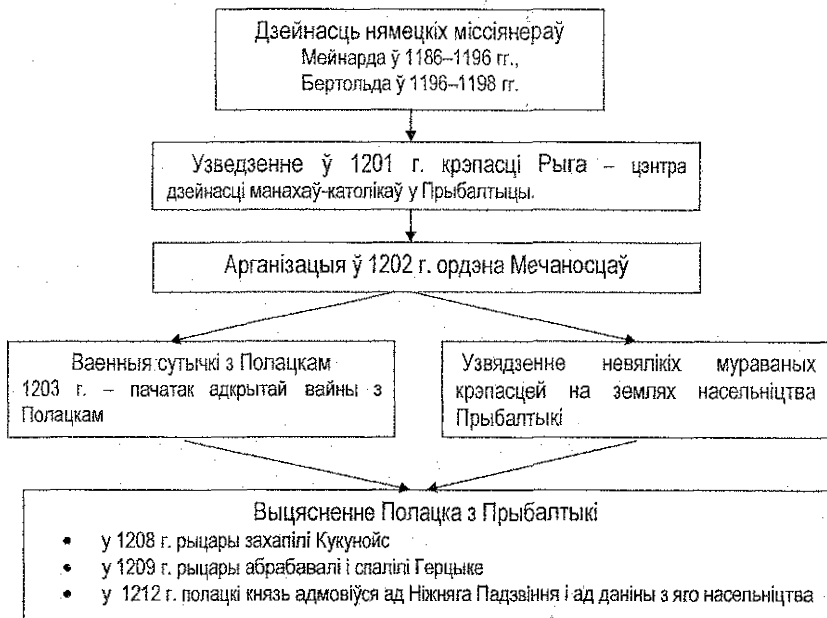 Дзейнасць нямецкіх міссіянераў
Мейнарда ў 1186–1196 гг.,
Бертольда ў 1196–1198 гг.
Узведзенне ў 1201 г. крэпасці Рыга – цэнтра
дзейнасці манахаў-католікаў у Прыбалтыцы.
Арганізацыя ў 1202 г. ордэна Мечаносцаў
Ваенныя сутычкі з Полацкам
1203 г. – пачатак адкрытай вайны з
Полацкам
Узвядзенне невялікіх мураваных
крэпасцей на землях насельніцтва
Прыбалтыкі
Выцясненне Полацка з Прыбалтыкі
• у 1208 г. рыцары захапілі Кукунойс
• у 1209 г. рыцары абрабавалі і спалілі Герцыке
• у 1212 г. полацкі князь адмовіўся ад Ніжняга Падзвіння і ад даніны з яго насельніцтва